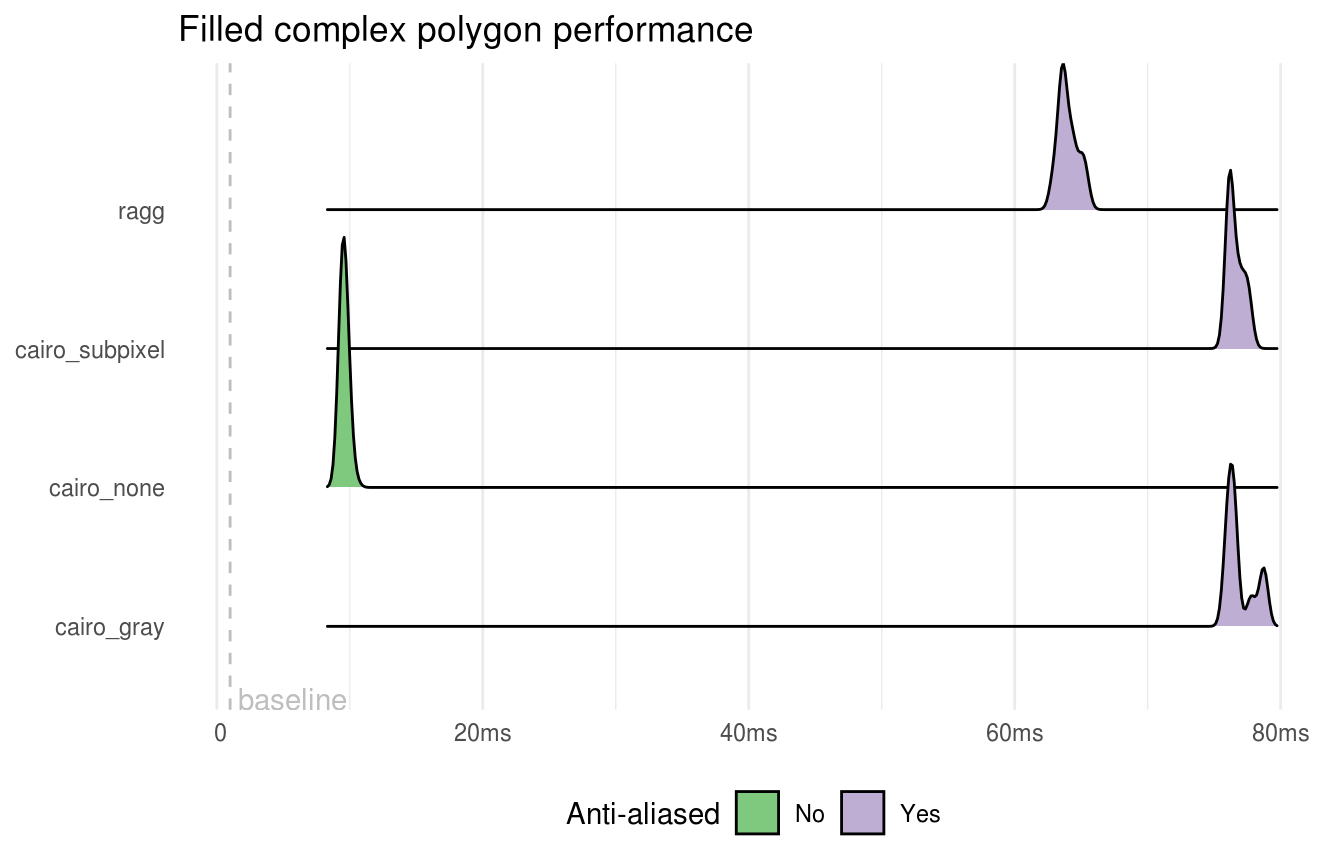 Filled complex polygon performance
ragg
cairo_subpixel
cairo_none
cairo_gray
baseline
0 20ms 40ms 60ms 80ms
Anti-aliased No Yes